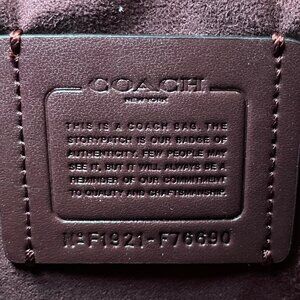 COACH
NEW YORK
THIS IS A COACH BAG. THE
STORYPATCH IS OUR BADGE OF
AUTHENTICITY. FEW PEOPLE MAY
SEE IT, BUT IT WILL ALWAYS BE A
REMINDER OF OUR COMMITMENT
TO QUALITY AND CRAFTSMANSHIP.
F1921-F76690